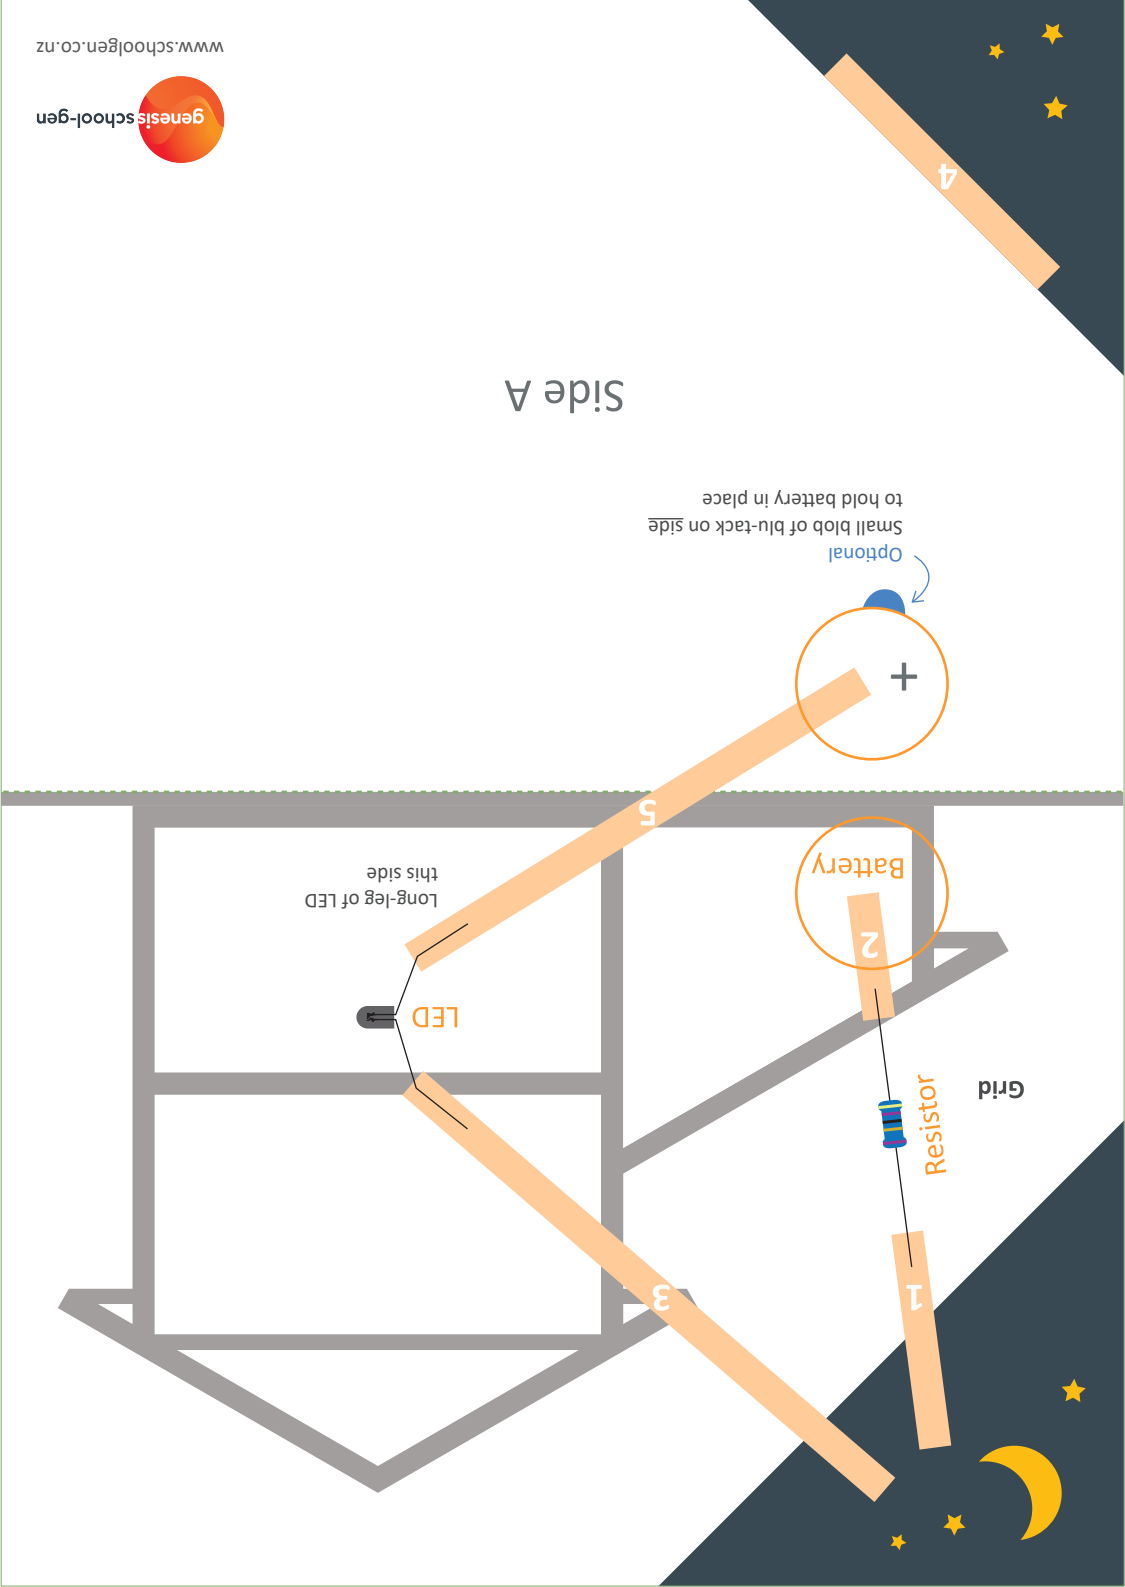 3
1
Resistor
Grid
LED
2
Long-leg of LED
this side
Battery
5
+
Optional
Small blob of blu-tack on side
to hold battery in place
Side A
4
genesis school-gen
www.schoolgen.co.nz